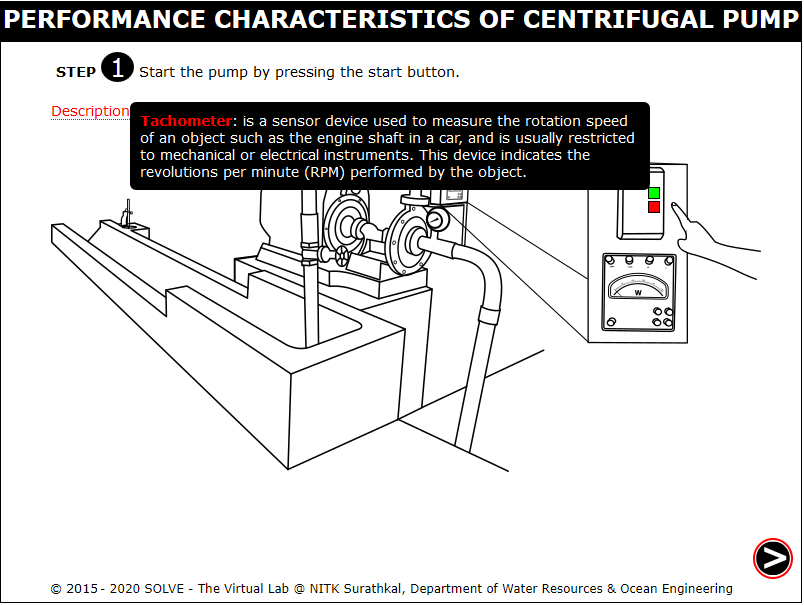 PERFORMANCE CHARACTERISTICS OF CENTRIFUGAL PUMP
STEP 1 Start the pump by pressing the start button.
Description
Tachometer: is a sensor device used to measure the rotation speed
of an object such as the engine shaft in a car, and is usually restricted
to mechanical or electrical instruments. This device indicates the
revolutions per minute (RPM) performed by the object.
W
© 2015 - 2020 SOLVE - The Virtual Lab @ NITK Surathkal, Department of Water Resources & Ocean Engineering